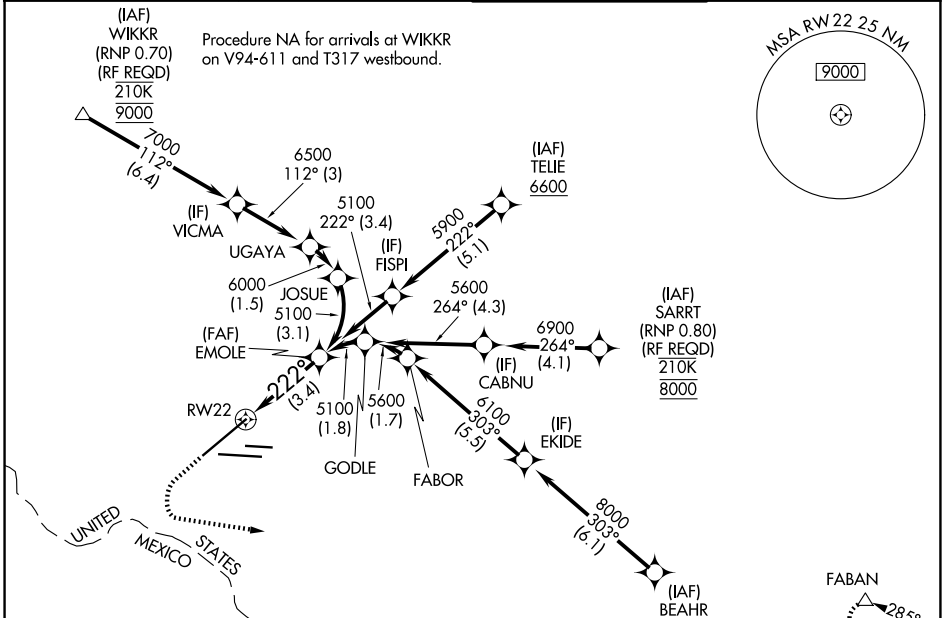 (IAF)
WIKKR
(RNP 0.70)
(RF REQD)
210K
9000
Procedure NA for arrivals at WIKKR
on V94-611 and T317 westbound.
MSA RW22 25 NM
9000
7000
112°
(6.4)
(IF)
VICMA
6500
112° (3)
UGAYA
6000
(1.5)
JOSUE
5100
(3.1)
5100
222° (3.4)
(IF)
FISPI
(IAF)
TELIE
6600
5900
222°
(5.1)
5600
264° (4.3)
(IF)
CABNU
6900
264°
(4.1)
(IAF)
SARRT
(RNP 0.80)
(RF REQD)
210K
8000
(FAF)
EMOLE
222°
(3.4)
RW22
5100
(1.8)
5600
(1.7)
GODLE
FABOR
6100
303°
(5.5)
(IF)
EKIDE
8000
303°
(6.1)
(IAF)
BEAHR
UNITED STATES
MEXICO
FABAN
285°